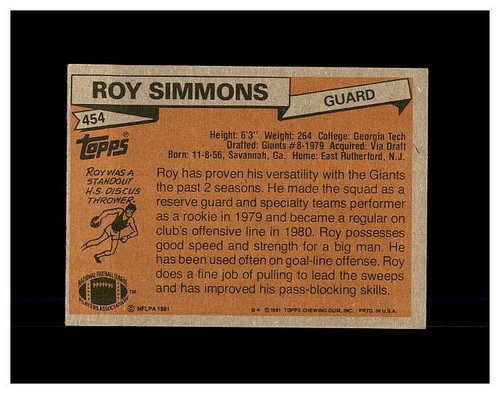 ROY SIMMONS
GUARD
454
Topps®
Height: 6'3" Weight: 264 College: Georgia Tech
Drafted: Giants #8-1979 Acquired: Via Draft
Born: 11-8-56, Savannah, Ga. Home: East Rutherford, N.J.
ROY WAS A
STANDOUT
H.S. DISCUS
THROWER.
Roy has proven his versatility with the Giants
the past 2 seasons. He made the squad as a
reserve guard and specialty teams performer
as a rookie in 1979 and became a regular on
club's offensive line in 1980. Roy possesses
good speed and strength for a big man. He
has been used often on goal-line offense. Roy
does a fine job of pulling to lead the sweeps
and has improved his pass-blocking skills.
NATIONAL FOOTBALL LEAGUE
PLAYERS ASSOCIATION
TM
© NFLPA 1981
© 1981 TOPPS CHEWING GUM, INC. PRTD. IN U.S.A.